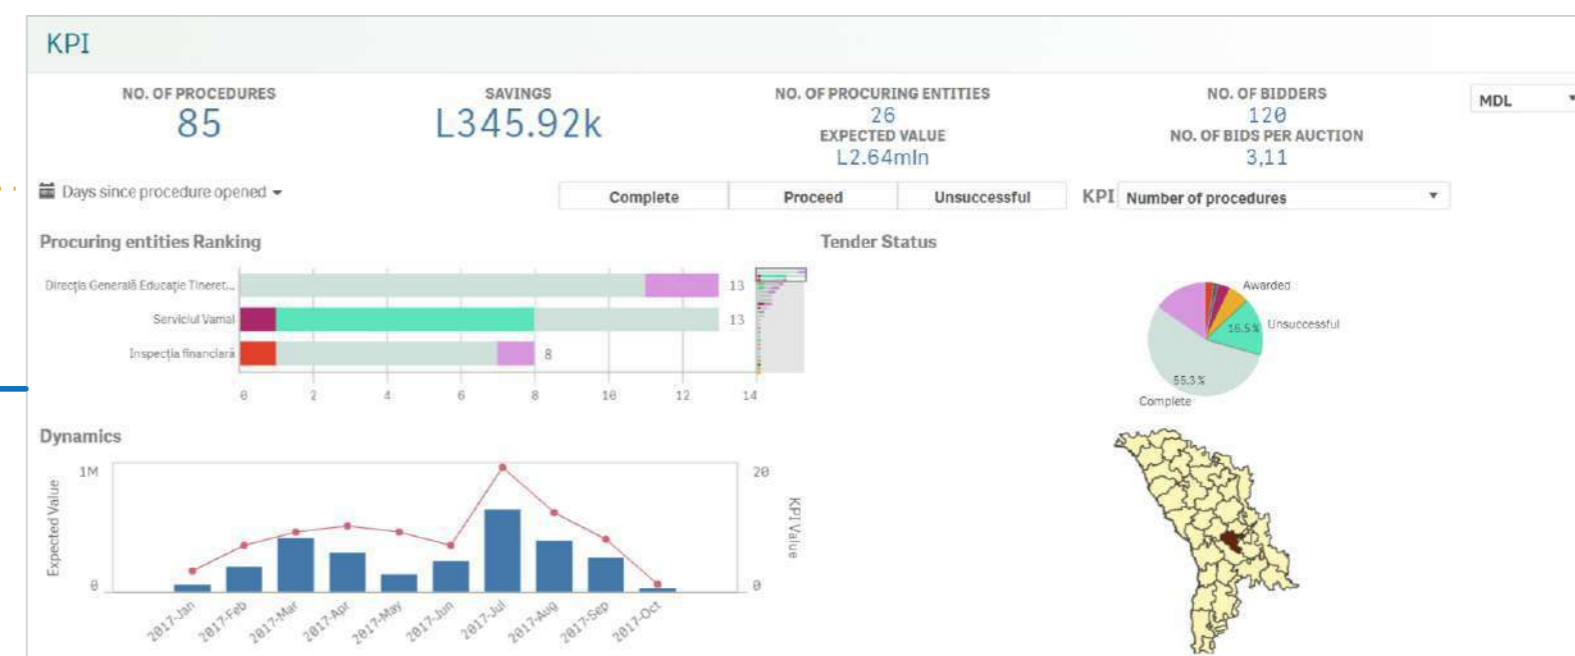 KPI
NO. OF PROCEDURES
85
SAVINGS
L345.92k
NO. OF PROCURING ENTITIES
26
EXPECTED VALUE
L2.64mln
NO. OF BIDDERS
120
NO. OF BIDS PER AUCTION
3,11
MDL
Days since procedure opened
Complete
Proceed
Unsuccessful
KPI
Number of procedures
Procuring entities Ranking
Direcția Generală Educație Tineret...
13
Serviciul Vamal
13
Inspecția financiară
8
0 2 4 6 8 10 12 14
Tender Status
Awarded
Unsuccessful
16.5 %
55.3 %
Complete
Dynamics
Expected Value
1M
0
20
0
KPI Value
2017-Jan
2017-Feb
2017-Mar
2017-Apr
2017-May
2017-Jun
2017-Jul
2017-Aug
2017-Sep
2017-Oct